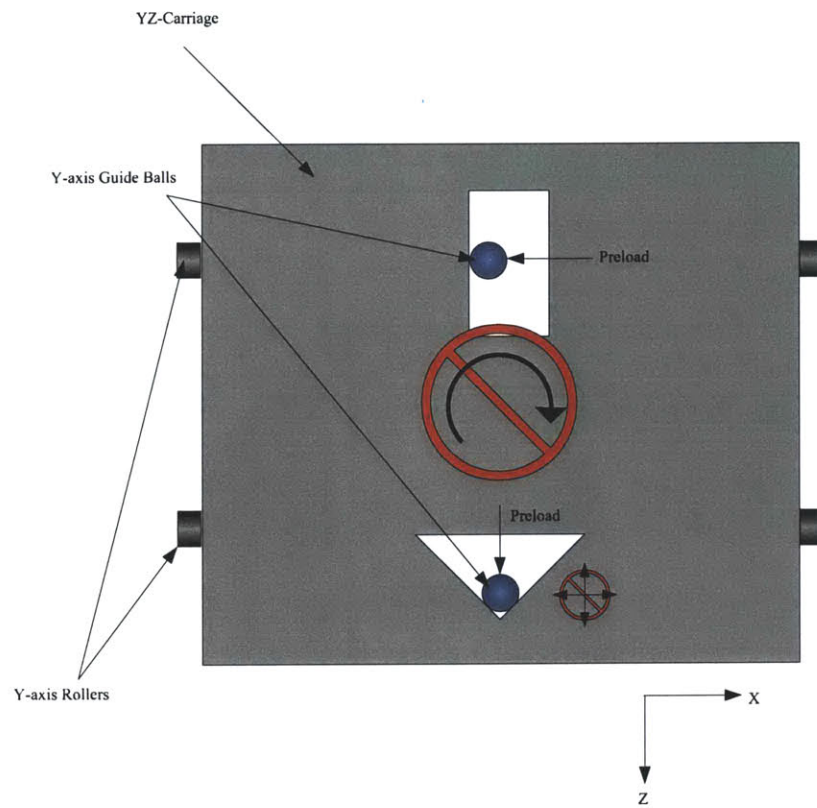 YZ-Carriage
Y-axis Guide Balls
Preload
Preload
Y-axis Rollers
X
Z